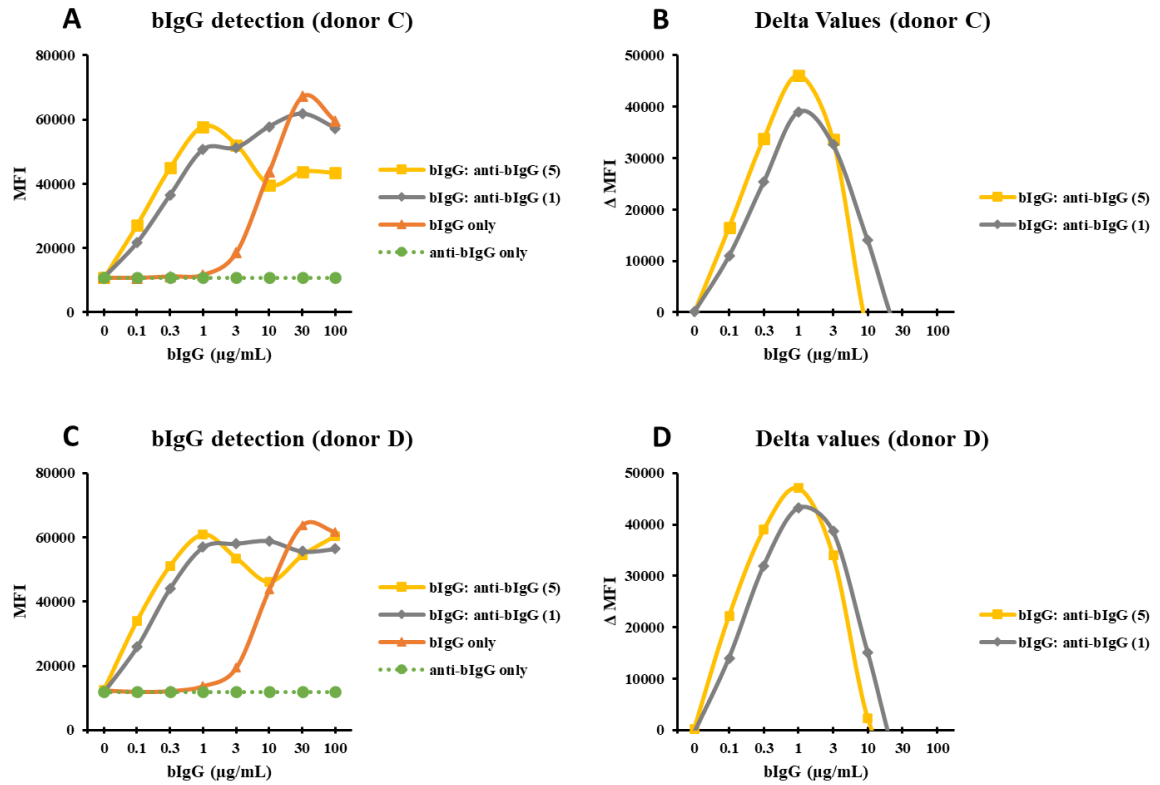 A bIgG detection (donor C)
80000
60000
40000
20000
0
MFI
0 0.1 0.3 1 3 10 30 100
bIgG (µg/mL)
bIgG: anti-bIgG (5)
bIgG: anti-bIgG (1)
bIgG only
anti-bIgG only
B Delta Values (donor C)
50000
40000
30000
20000
10000
0
Δ MFI
0 0.1 0.3 1 3 10 30 100
bIgG (µg/mL)
bIgG: anti-bIgG (5)
bIgG: anti-bIgG (1)
C bIgG detection (donor D)
80000
60000
40000
20000
0
MFI
0 0.1 0.3 1 3 10 30 100
bIgG (µg/mL)
bIgG: anti-bIgG (5)
bIgG: anti-bIgG (1)
bIgG only
anti-bIgG only
D Delta values (donor D)
50000
40000
30000
20000
10000
0
Δ MFI
0 0.1 0.3 1 3 10 30 100
bIgG (µg/mL)
bIgG: anti-bIgG (5)
bIgG: anti-bIgG (1)